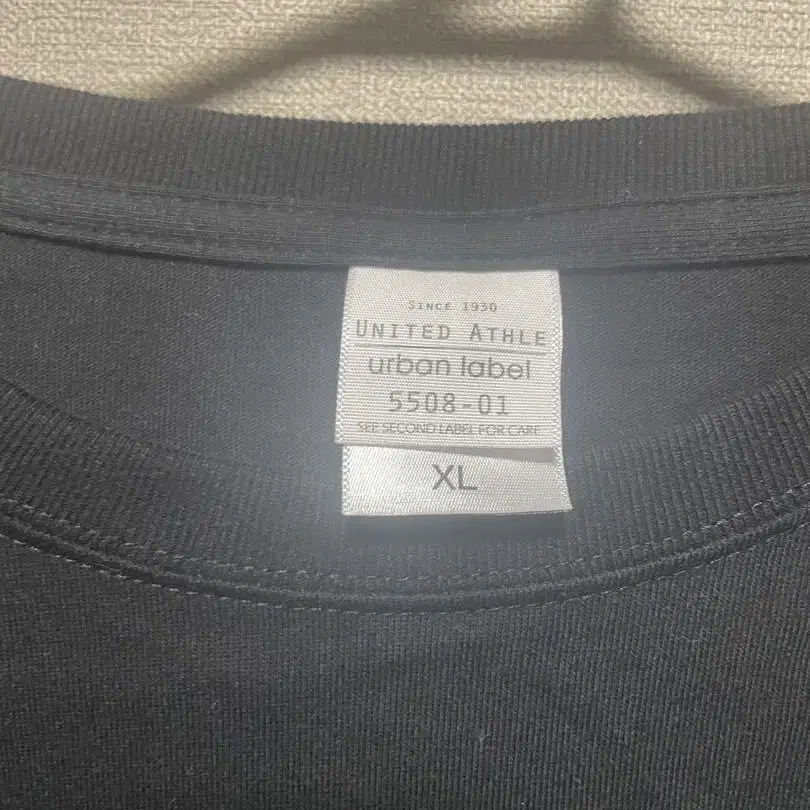 SINCE 1930
UNITED ATHLE
urban label
5508-01
SEE SECOND LABEL FOR CARE
XL